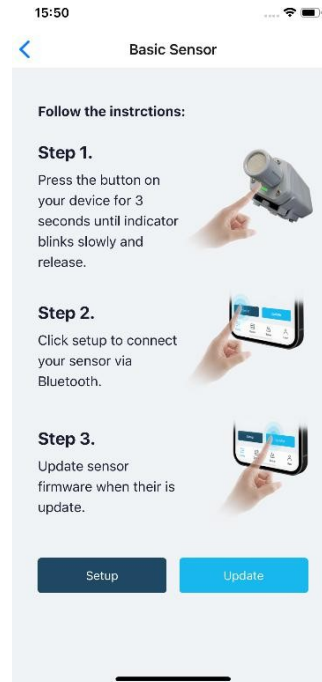 15:50
Basic Sensor
Follow the instrctions:
Step 1.
Press the button on
your device for 3
seconds until indicator
blinks slowly and
release.
Step 2.
Click setup to connect
your sensor via
Bluetooth.
Step 3.
Update sensor
firmware when their is
update.
Setup
Update